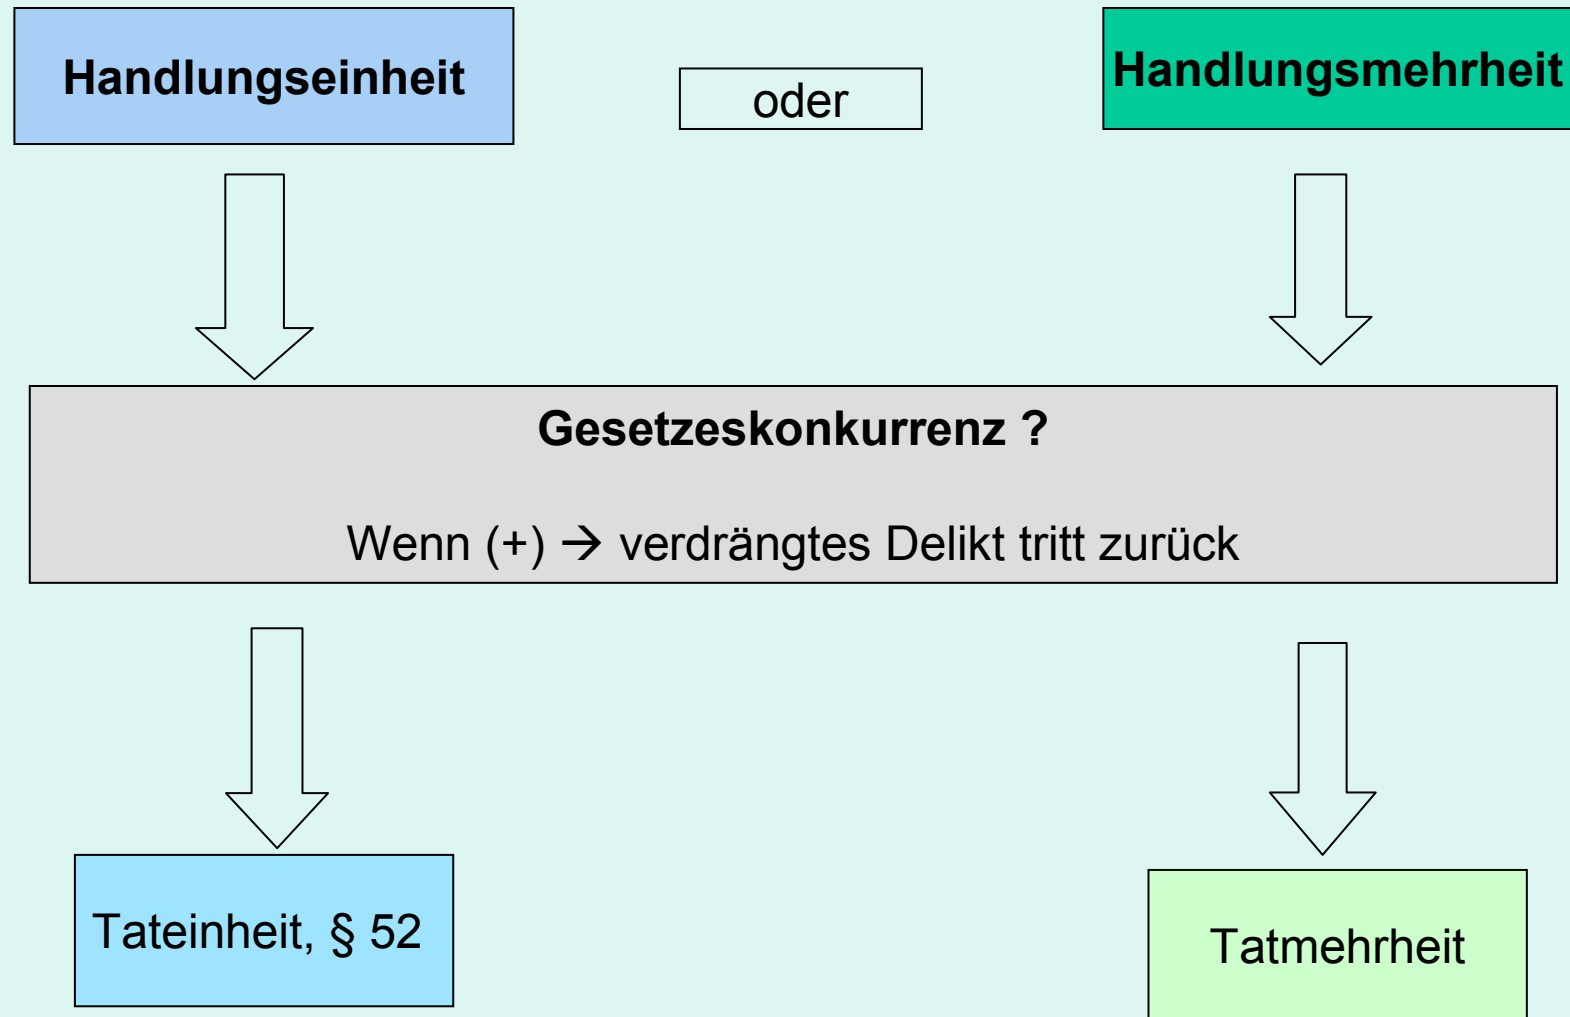 Handlungseinheit
oder
Handlungsmehrheit
Gesetzeskonkurrenz ?
Wenn (+) → verdrängtes Delikt tritt zurück
Tateinheit, § 52
Tatmehrheit